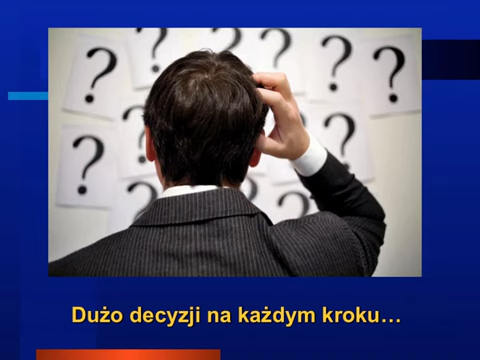 ? ? ? ? ?
? ? ?
? ?
Dużo decyzji na każdym kroku…